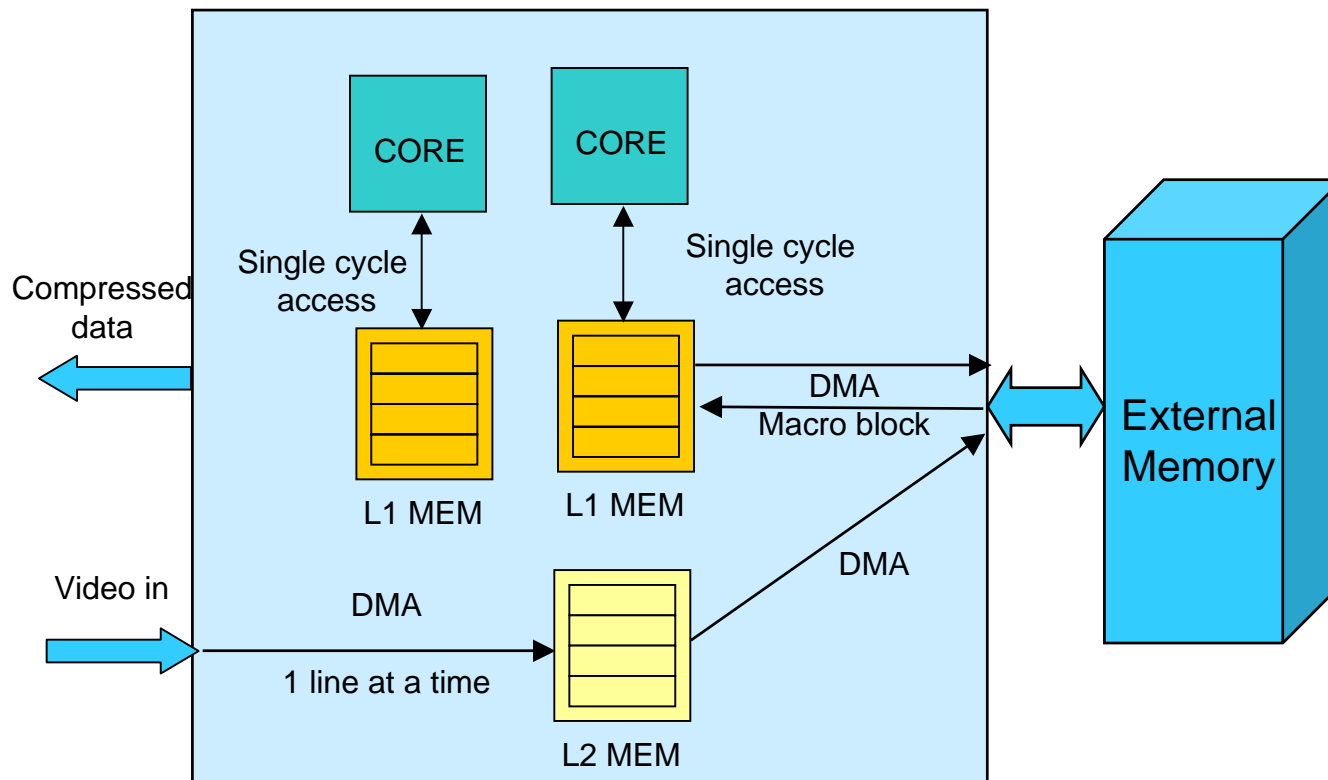 CORE
CORE
Single cycle
access
Single cycle
access
Compressed
data
DMA
Macro block
External
Memory
L1 MEM
L1 MEM
Video in
DMA
DMA
1 line at a time
L2 MEM